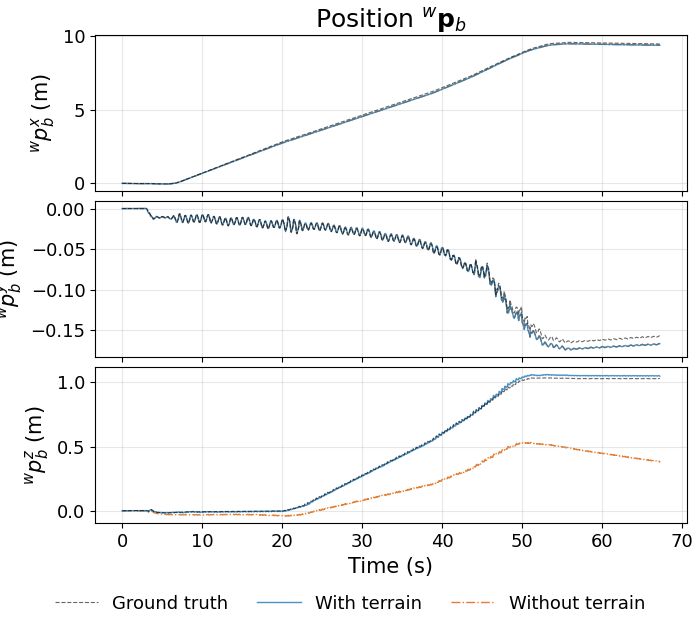 Position ʷ𝐩_b
10
5
0
ʷp_b^x (m)
0.00
−0.05
−0.10
−0.15
ʷp_b^y (m)
1.0
0.5
0.0
ʷp_b^z (m)
0 10 20 30 40 50 60 70
Time (s)
Ground truth With terrain Without terrain